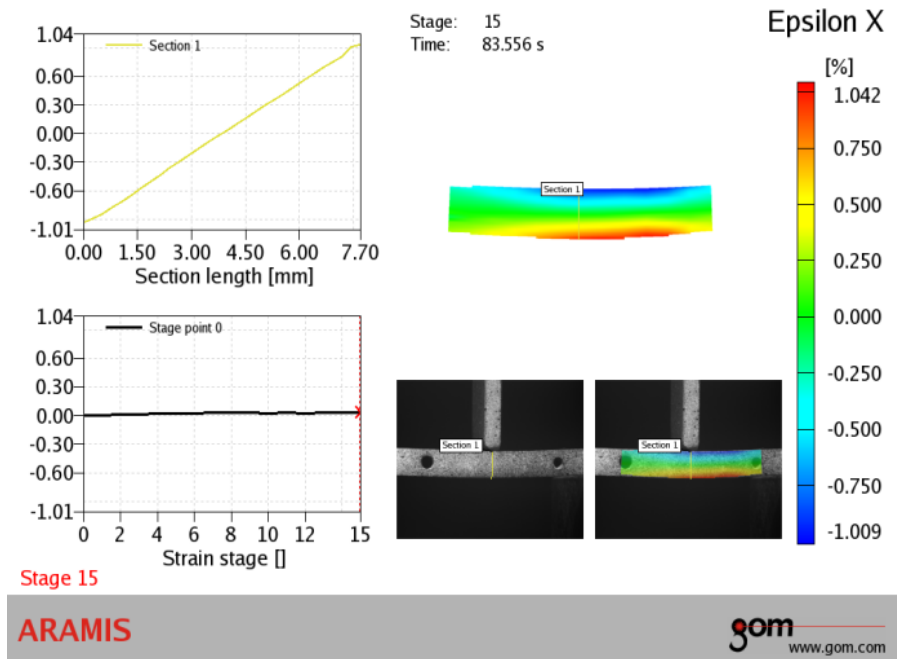 Stage: 15
Time: 83.556 s
Epsilon X
[%]
1.042
0.750
0.500
0.250
0.000
-0.250
-0.500
-0.750
-1.009
1.04
0.60
0.30
0.00
-0.30
-0.60
-1.01
Section 1
0.00 1.50 3.00 4.50 6.00 7.70
Section length [mm]
Section 1
1.04
0.60
0.30
0.00
-0.30
-0.60
-1.01
Stage point 0
0 2 4 6 8 10 12 15
Strain stage []
Section 1
Section 1
Stage 15
ARAMIS
gom
www.gom.com